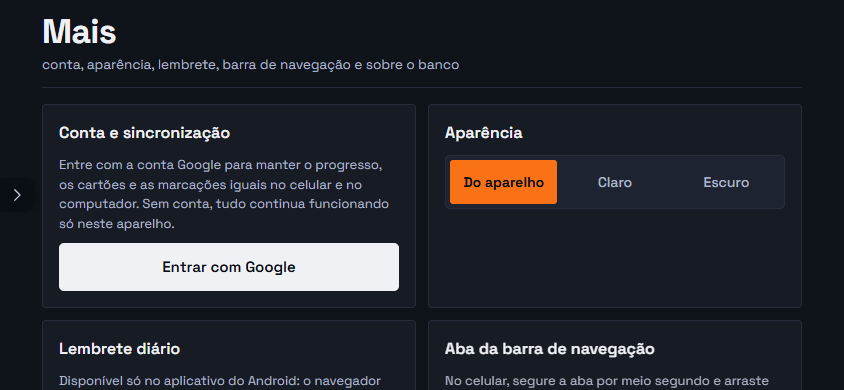 Mais
conta, aparência, lembrete, barra de navegação e sobre o banco
Conta e sincronização
Entre com a conta Google para manter o progresso,
os cartões e as marcações iguais no celular e no
computador. Sem conta, tudo continua funcionando
só neste aparelho.
Entrar com Google
Aparência
Do aparelho
Claro
Escuro
Lembrete diário
Disponível só no aplicativo do Android: o navegador
Aba da barra de navegação
No celular, segure a aba por meio segundo e arraste